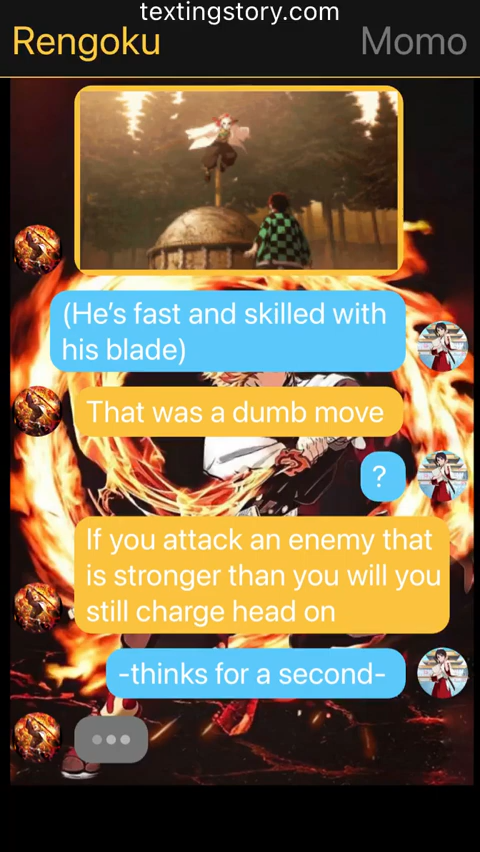 textingstory.com
Rengoku
Momo
(He's fast and skilled with
his blade)
That was a dumb move
?
If you attack an enemy that
is stronger than you will you
still charge head on
-thinks for a second-